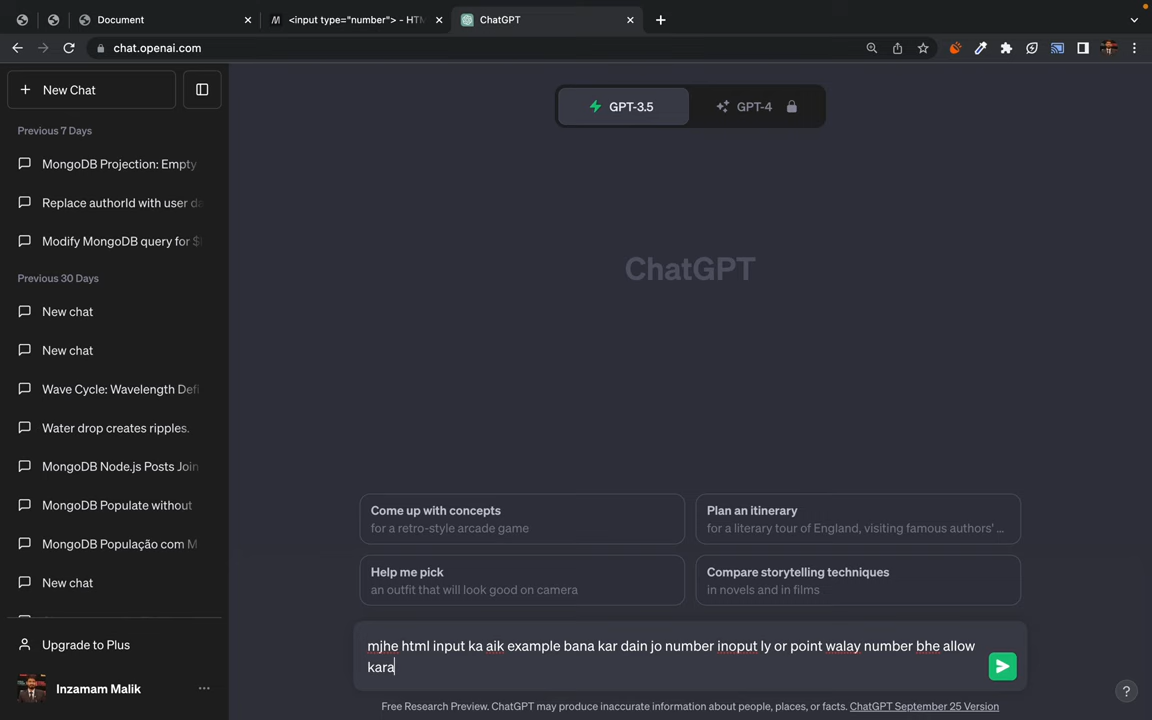 Document
<input type="number"> - HTM
ChatGPT
chat.openai.com
New Chat
Previous 7 Days
MongoDB Projection: Empty
Replace authorId with user da
Modify MongoDB query for $
Previous 30 Days
New chat
New chat
Wave Cycle: Wavelength Defi
Water drop creates ripples.
MongoDB Node.js Posts Join
MongoDB Populate without
MongoDB População com M
New chat
Upgrade to Plus
Inzamam Malik
GPT-3.5
GPT-4
ChatGPT
Come up with concepts
for a retro-style arcade game
Plan an itinerary
for a literary tour of England, visiting famous authors' ...
Help me pick
an outfit that will look good on camera
Compare storytelling techniques
in novels and in films
mjhe html input ka aik example bana kar dain jo number inoput ly or point walay number bhe allow
kara
Free Research Preview. ChatGPT may produce inaccurate information about people, places, or facts. ChatGPT September 25 Version
?